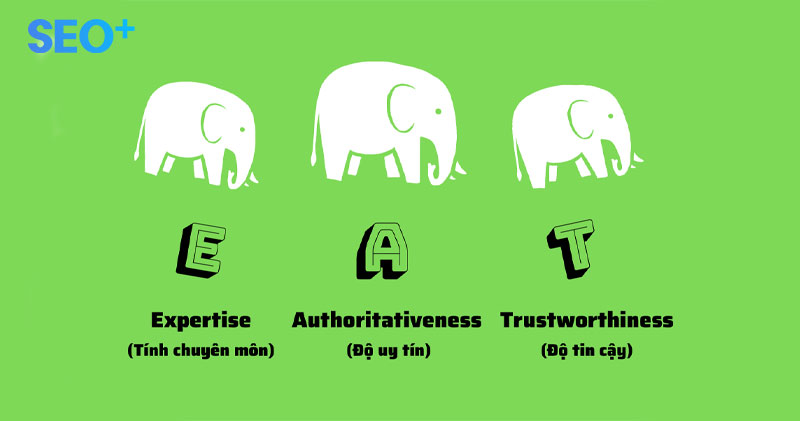 SEO+
E A T
Expertise Authoritativeness Trustworthiness
(Tính chuyên môn) (Độ uy tín) (Độ tin cậy)